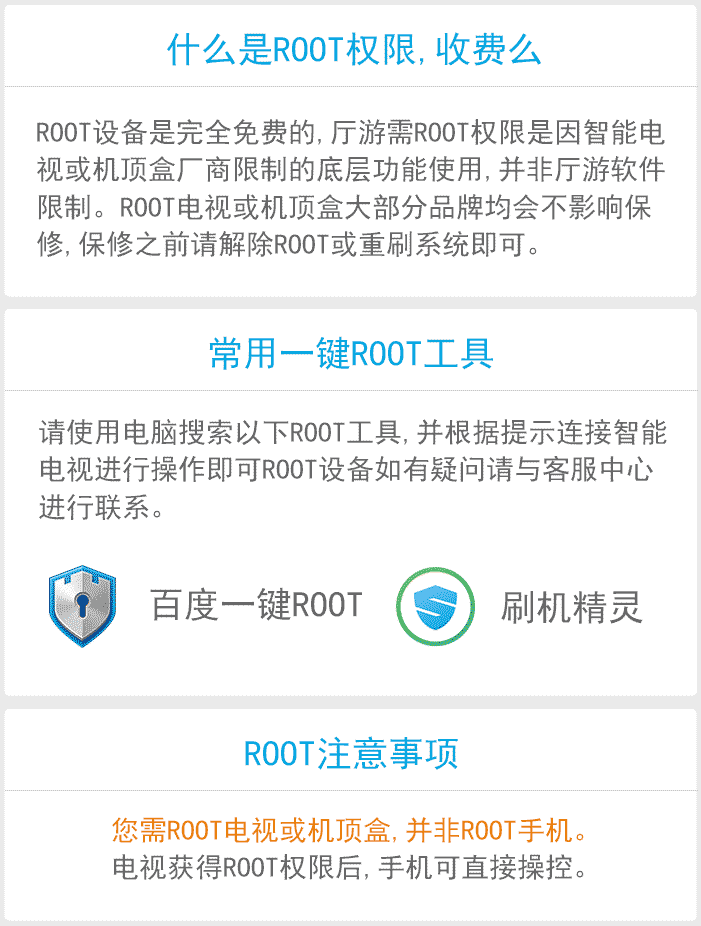 什么是ROOT权限,收费么
ROOT设备是完全免费的,厅游需ROOT权限是因智能电
视或机顶盒厂商限制的底层功能使用,并非厅游软件
限制。ROOT电视或机顶盒大部分品牌均会不影响保
修,保修之前请解除ROOT或重刷系统即可。
常用一键ROOT工具
请使用电脑搜索以下ROOT工具,并根据提示连接智能
电视进行操作即可ROOT设备如有疑问请与客服中心
进行联系。
百度一键ROOT
刷机精灵
ROOT注意事项
您需ROOT电视或机顶盒,并非ROOT手机。
电视获得ROOT权限后,手机可直接操控。